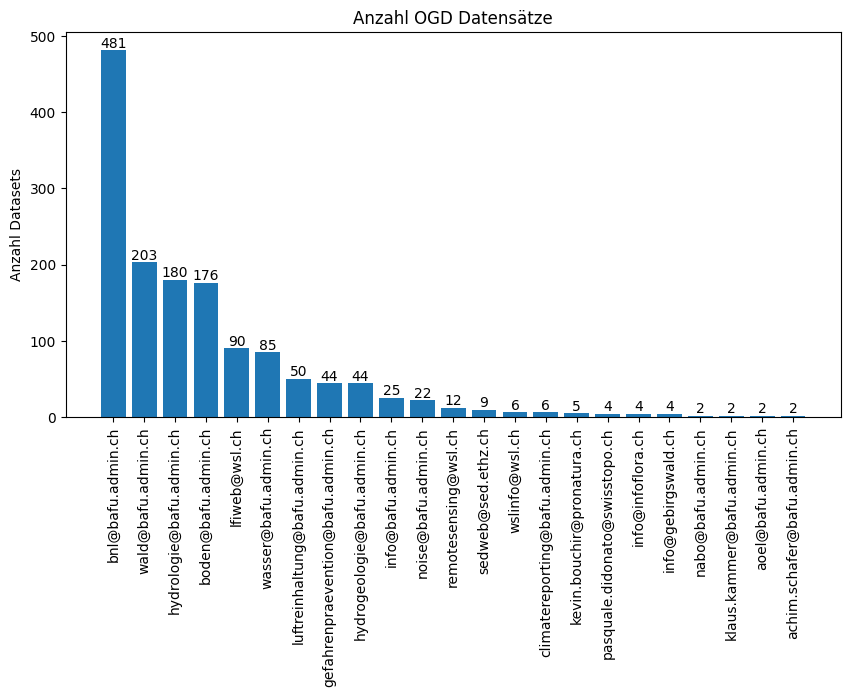 Anzahl OGD Datensätze
Anzahl Datasets
500
400
300
200
100
0
481
203
180
176
90
85
50
44
44
25
22
12
9
6
6
5
4
4
4
2
2
2
2
bnl@bafu.admin.ch
wald@bafu.admin.ch
hydrologie@bafu.admin.ch
boden@bafu.admin.ch
lfiweb@wsl.ch
wasser@bafu.admin.ch
luftreinhaltung@bafu.admin.ch
gefahrenpraevention@bafu.admin.ch
hydrogeologie@bafu.admin.ch
info@bafu.admin.ch
noise@bafu.admin.ch
remotesensing@wsl.ch
sedweb@sed.ethz.ch
wslinfo@wsl.ch
climatereporting@bafu.admin.ch
kevin.bouchir@pronatura.ch
pasquale.didonato@swisstopo.ch
info@infoflora.ch
info@gebirgswald.ch
nabo@bafu.admin.ch
klaus.kammer@bafu.admin.ch
aoel@bafu.admin.ch
achim.schafer@bafu.admin.ch